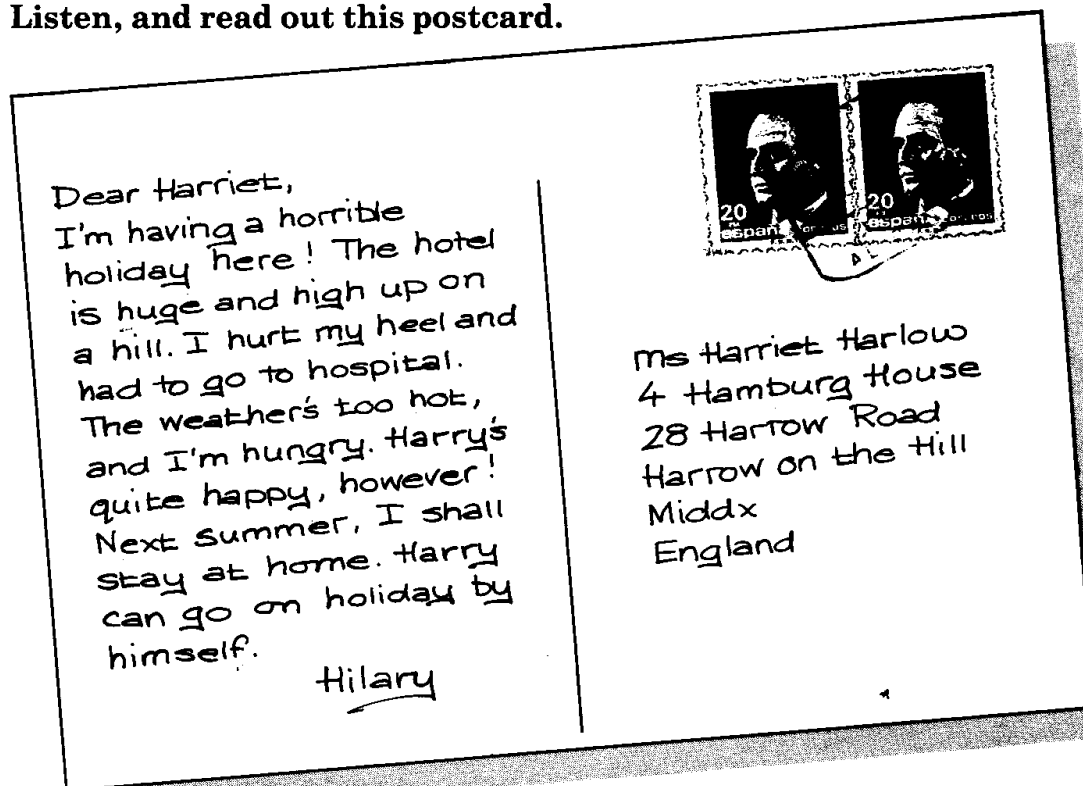 Listen, and read out this postcard.
Dear Harriet,
I'm having a horrible
holiday here! The hotel
is huge and high up on
a hill. I hurt my heel and
had to go to hospital.
The weather's too hot,
and I'm hungry. Harry's
quite happy, however!
Next summer, I shall
stay at home. Harry
can go on holiday by
himself.
Hilary
20
españa
20
españa correos
Ms Harriet Harlow
4 Hamburg House
28 Harrow Road
Harrow on the Hill
Middx
England